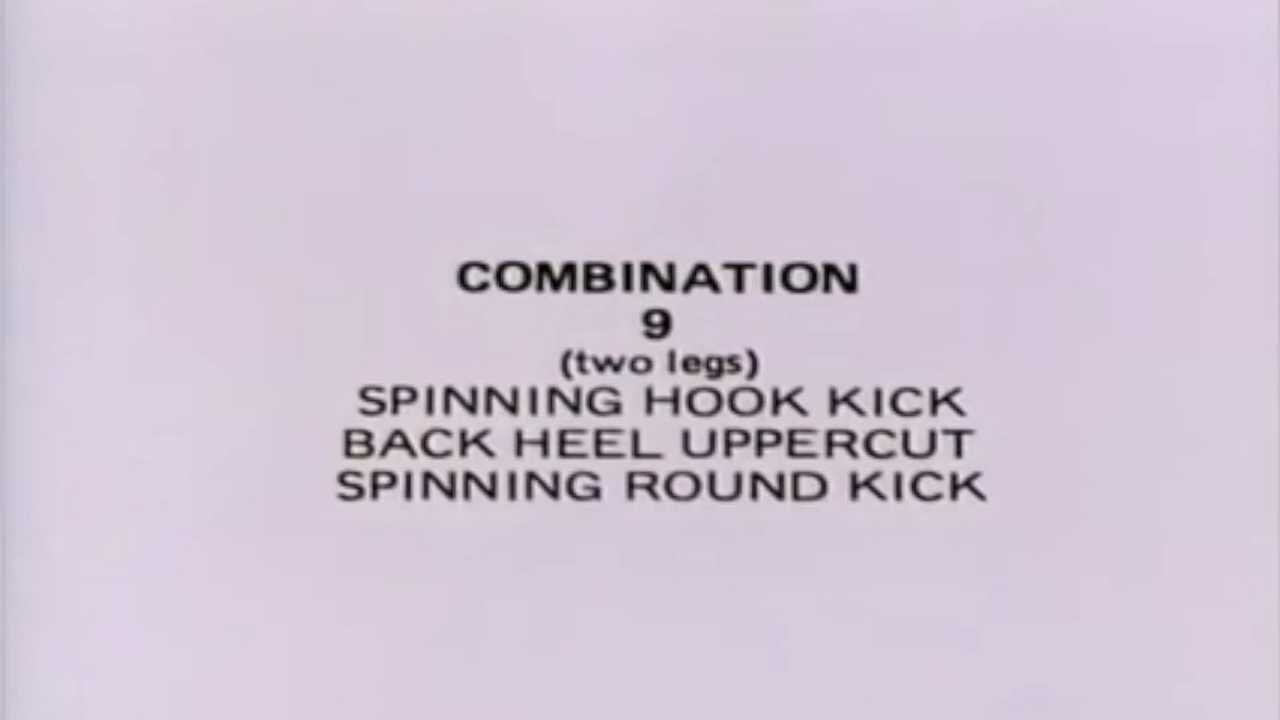 COMBINATION
9
(two legs)
SPINNING HOOK KICK
BACK HEEL UPPERCUT
SPINNING ROUND KICK